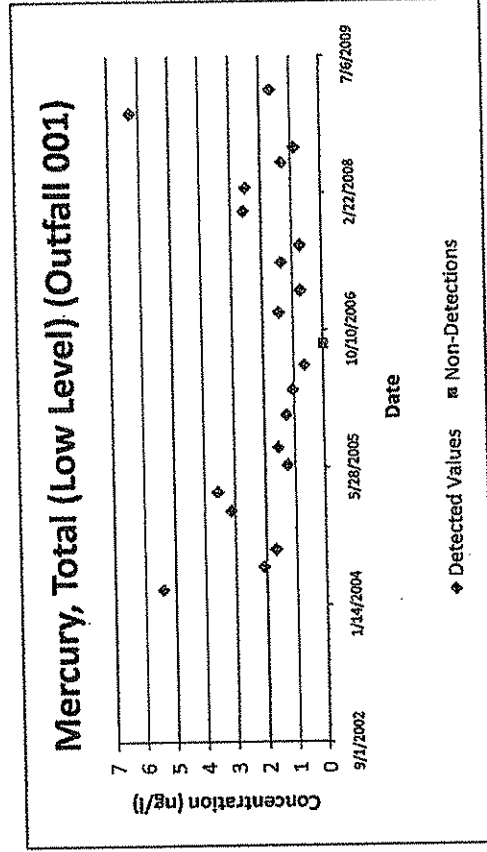 Mercury, Total (Low Level) (Outfall 001)
Concentration (ng/l)
7
6
5
4
3
2
1
0
9/1/2002
1/14/2004
5/28/2005
10/10/2006
2/22/2008
7/6/2009
Date
Detected Values
Non-Detections